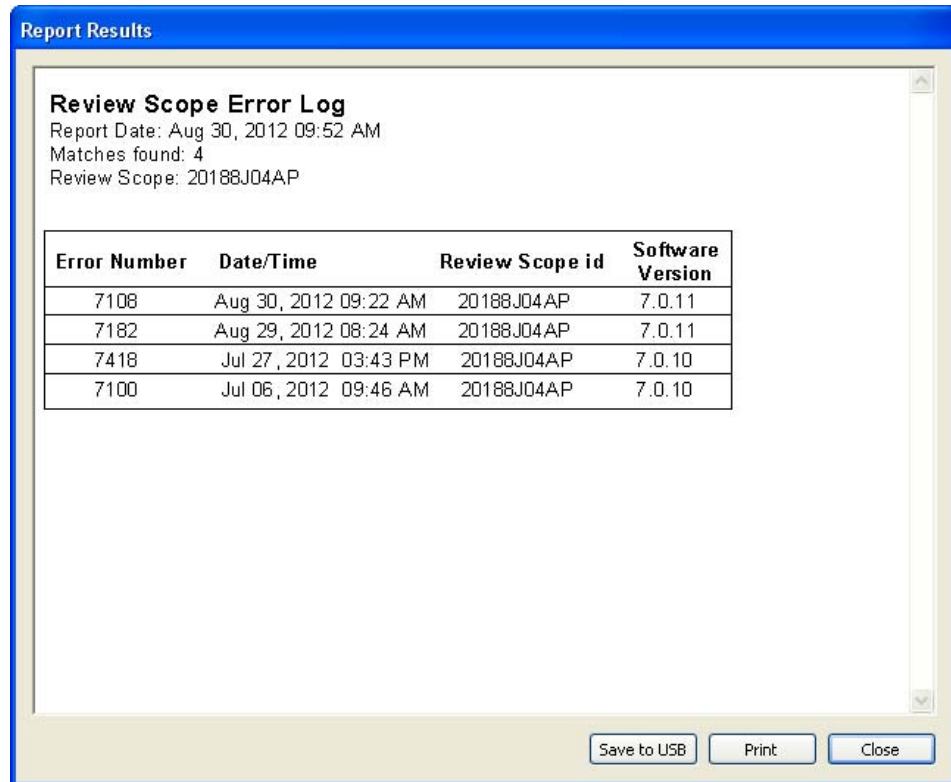 Report Results
Review Scope Error Log
Report Date: Aug 30, 2012 09:52 AM
Matches found: 4
Review Scope: 20188J04AP
Error Number Date/Time Review Scope id Software Version
7108 Aug 30, 2012 09:22 AM 20188J04AP 7.0.11
7182 Aug 29, 2012 08:24 AM 20188J04AP 7.0.11
7418 Jul 27, 2012 03:43 PM 20188J04AP 7.0.10
7100 Jul 06, 2012 09:46 AM 20188J04AP 7.0.10
Save to USB Print Close